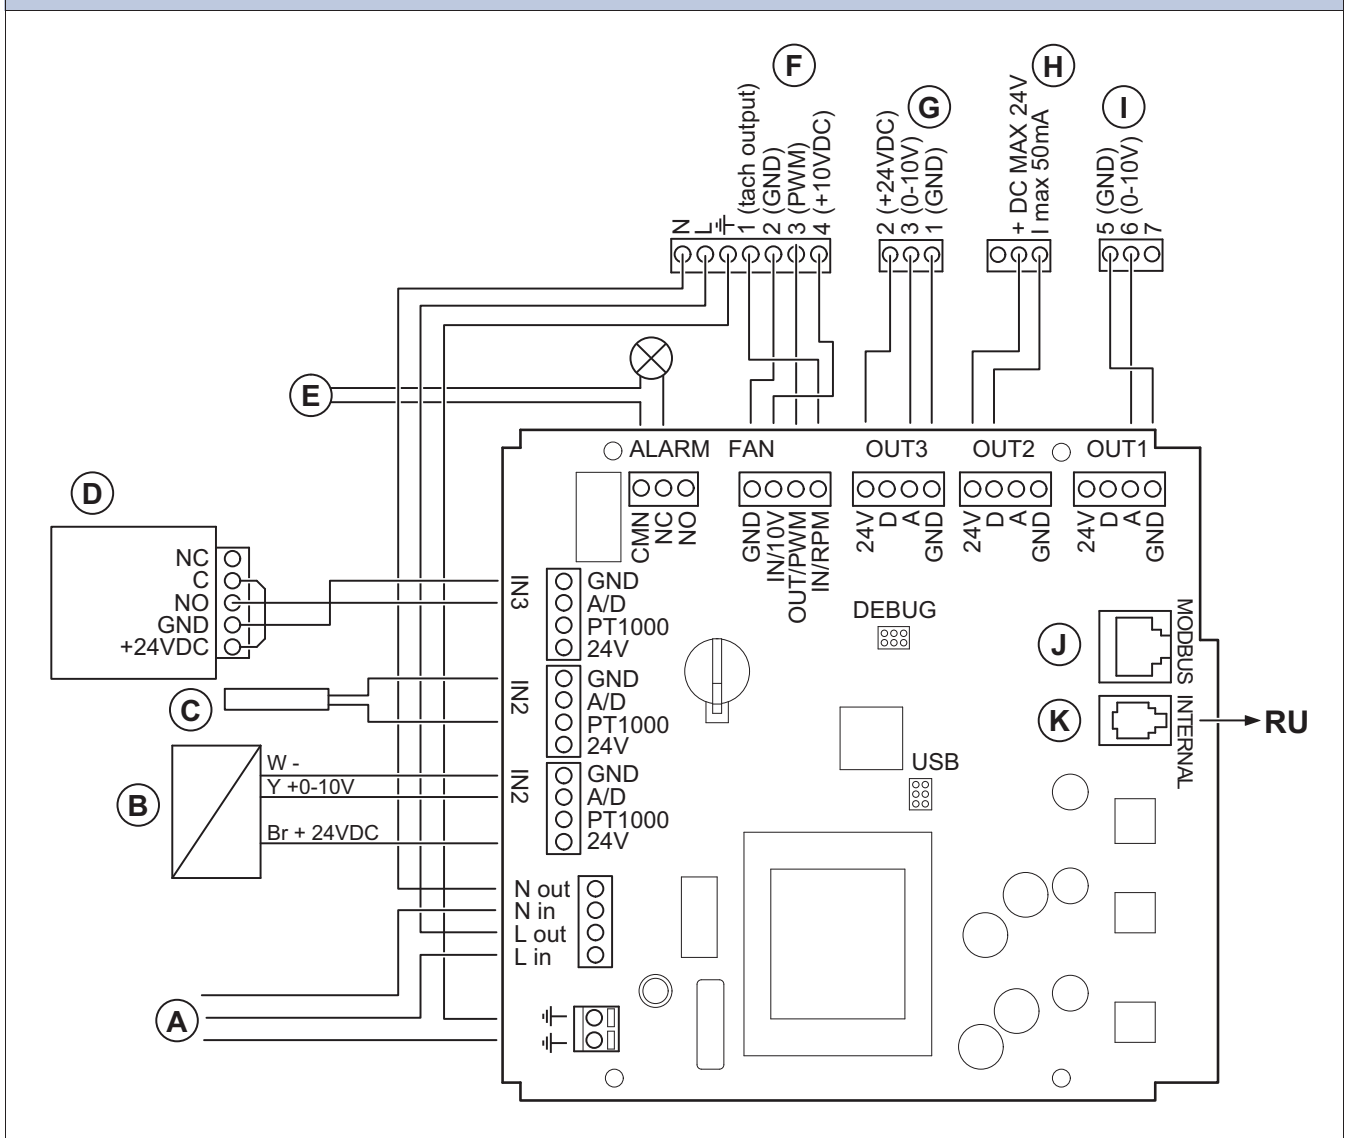 F
H
G
I
N
L
1 (tach output)
2 (GND)
3 (PWM)
4 (+10VDC)
2 (+24VDC)
3 (0-10V)
1 (GND)
+ DC MAX 24V
I max 50mA
5 (GND)
6 (0-10V)
7
E
ALARM
FAN
OUT3
OUT2
OUT1
CMN
NC
NO
GND
IN/10V
OUT/PWM
IN/RPM
24V
D
A
GND
24V
D
A
GND
24V
D
A
GND
D
NC
C
NO
GND
+24VDC
IN3
GND
A/D
PT1000
24V
DEBUG
J
MODBUS
C
IN2
GND
A/D
PT1000
24V
K
INTERNAL
RU
B
W -
Y +0-10V
Br + 24VDC
IN2
GND
A/D
PT1000
24V
USB
N out
N in
L out
L in
A